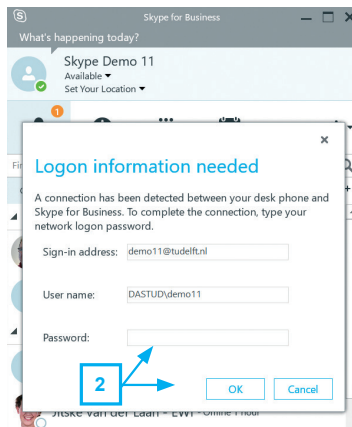 Skype for Business
What's happening today?
Skype Demo 11
Available
Set Your Location
1
Fin
Logon information needed
A connection has been detected between your desk phone and
Skype for Business. To complete the connection, type your
network logon password.
Sign-in address: demo11@tudelft.nl
User name: DASTUD\demo11
Password:
2
OK Cancel
Jitske van der Laan - EWI - Online 1 hour